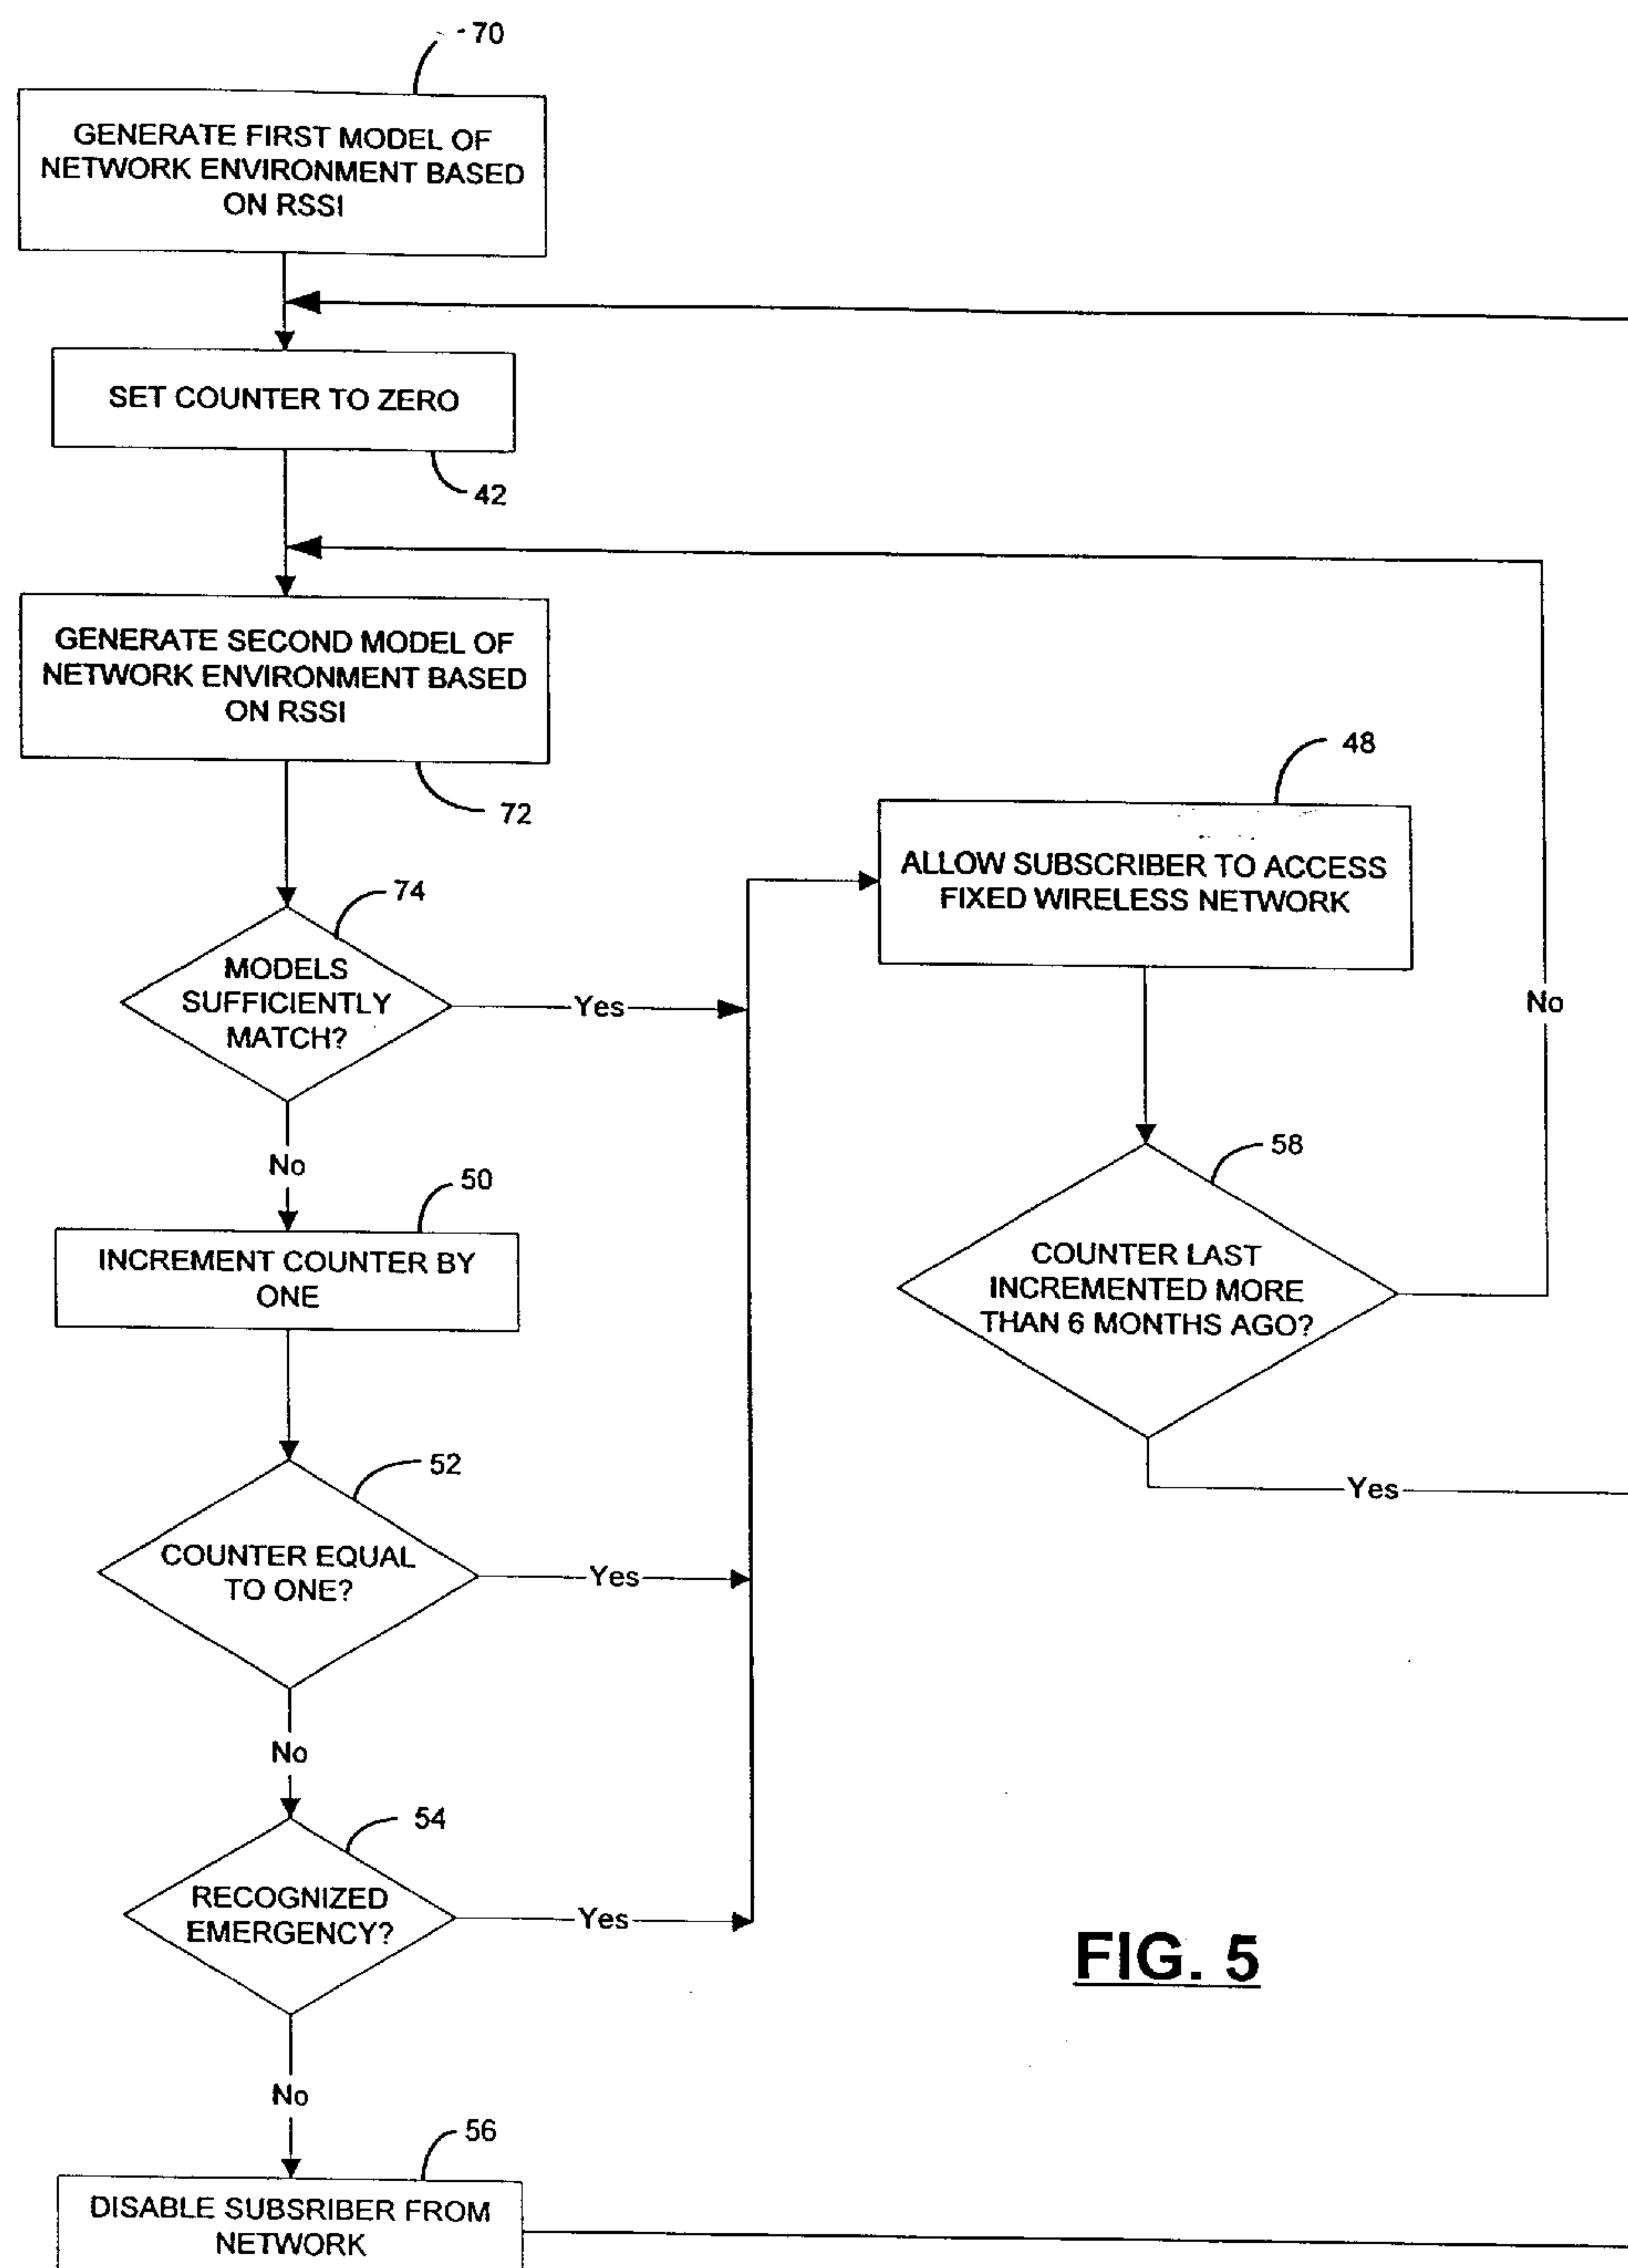 70
GENERATE FIRST MODEL OF
NETWORK ENVIRONMENT BASED
ON RSSI
SET COUNTER TO ZERO
42
GENERATE SECOND MODEL OF
NETWORK ENVIRONMENT BASED
ON RSSI
72
48
ALLOW SUBSCRIBER TO ACCESS
FIXED WIRELESS NETWORK
74
MODELS
SUFFICIENTLY
MATCH?
Yes
No
No
50
INCREMENT COUNTER BY
ONE
58
COUNTER LAST
INCREMENTED MORE
THAN 6 MONTHS AGO?
Yes
52
COUNTER EQUAL
TO ONE?
Yes
No
54
RECOGNIZED
EMERGENCY?
Yes
No
FIG. 5
56
DISABLE SUBSRIBER FROM
NETWORK